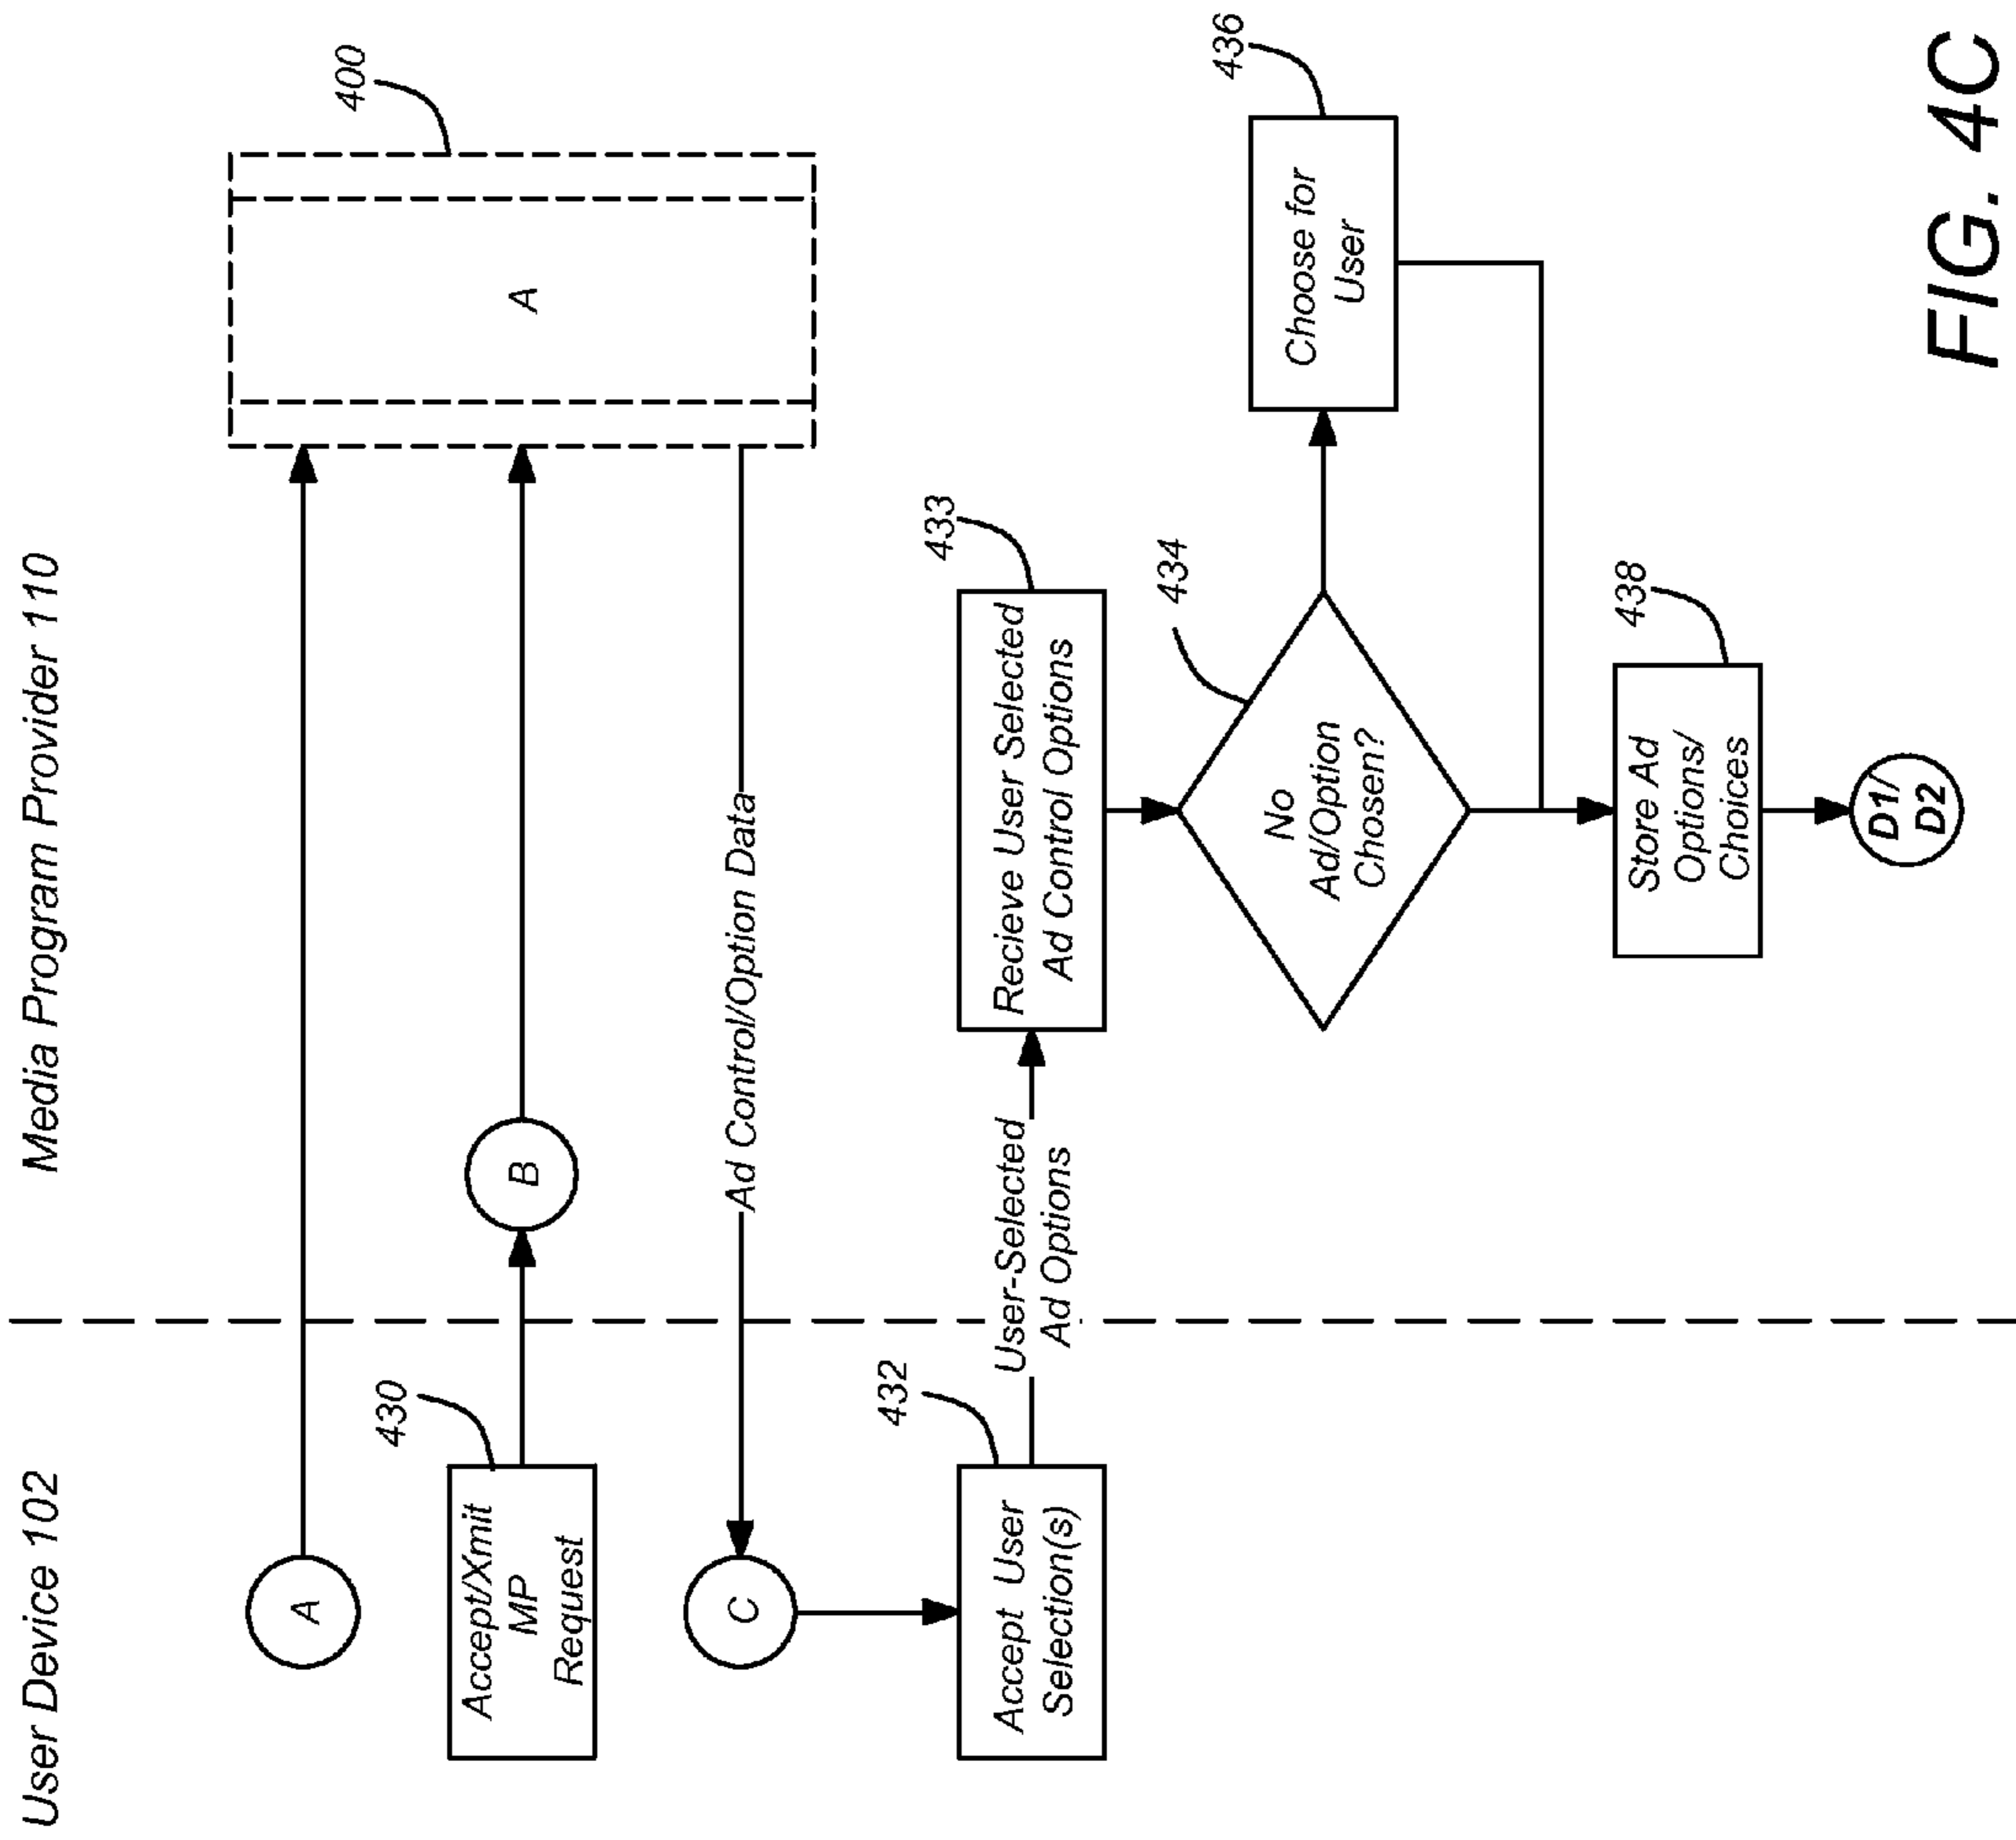 User Device 102
Media Program Provider 110
A
400
A
430
Accept/Xmit
MP
Request
B
Ad Control/Option Data
C
432
Accept User
Selection(s)
User-Selected
Ad Options
433
Recieve User Selected
Ad Control Options
434
No
Ad/Option
Chosen?
436
Choose for
User
438
Store Ad
Options/
Choices
D1/
D2
FIG. 4C